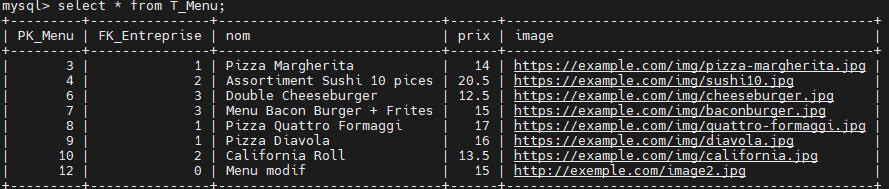 mysql> select * from T_Menu;
+---------+---------------+---------------------------+------+-----------------------------------------------+
| PK_Menu | FK_Entreprise | nom                       | prix | image                                         |
+---------+---------------+---------------------------+------+-----------------------------------------------+
|       3 |             1 | Pizza Margherita          |   14 | https://example.com/img/pizza-margherita.jpg |
|       4 |             2 | Assortiment Sushi 10 pices | 20.5 | https://example.com/img/sushi10.jpg          |
|       6 |             3 | Double Cheeseburger       | 12.5 | https://example.com/img/cheeseburger.jpg     |
|       7 |             3 | Menu Bacon Burger + Frites |   15 | https://example.com/img/baconburger.jpg      |
|       8 |             1 | Pizza Quattro Formaggi    |   17 | https://example.com/img/quattro-formaggi.jpg |
|       9 |             1 | Pizza Diavola             |   16 | https://example.com/img/diavola.jpg          |
|      10 |             2 | California Roll           | 13.5 | https://example.com/img/california.jpg       |
|      12 |             0 | Menu modif                |   15 | http://exemple.com/image2.jpg                |
+---------+---------------+---------------------------+------+-----------------------------------------------+